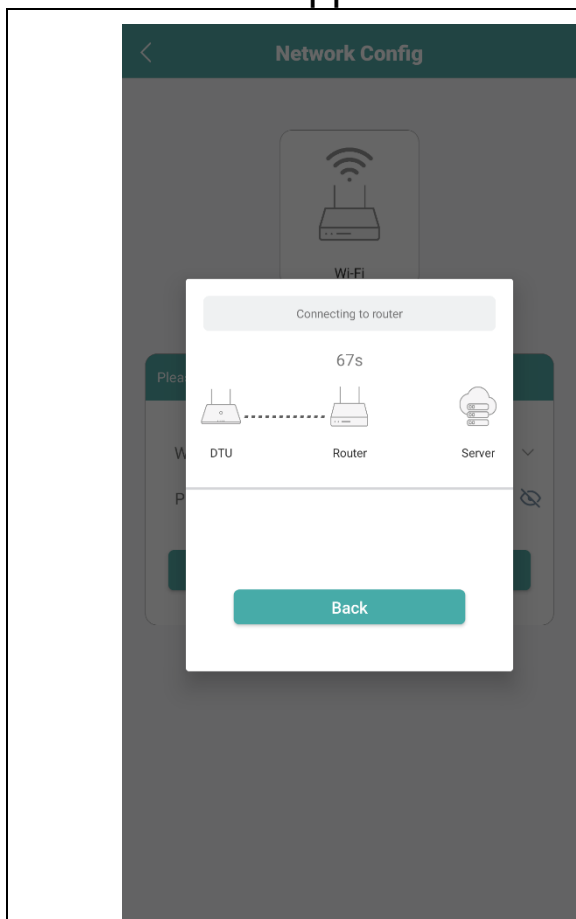 Network Config
Wi-Fi
Connecting to router
67s
DTU Router Server
Back